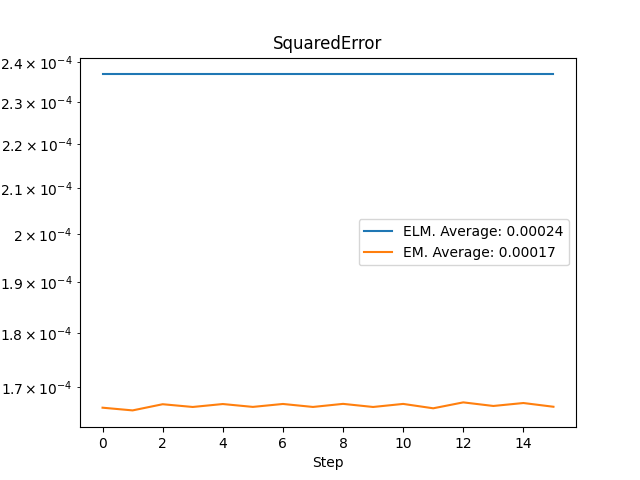 SquaredError
2.4 × 10⁻⁴
2.3 × 10⁻⁴
2.2 × 10⁻⁴
2.1 × 10⁻⁴
2 × 10⁻⁴
1.9 × 10⁻⁴
1.8 × 10⁻⁴
1.7 × 10⁻⁴
ELM. Average: 0.00024
EM. Average: 0.00017
0 2 4 6 8 10 12 14
Step